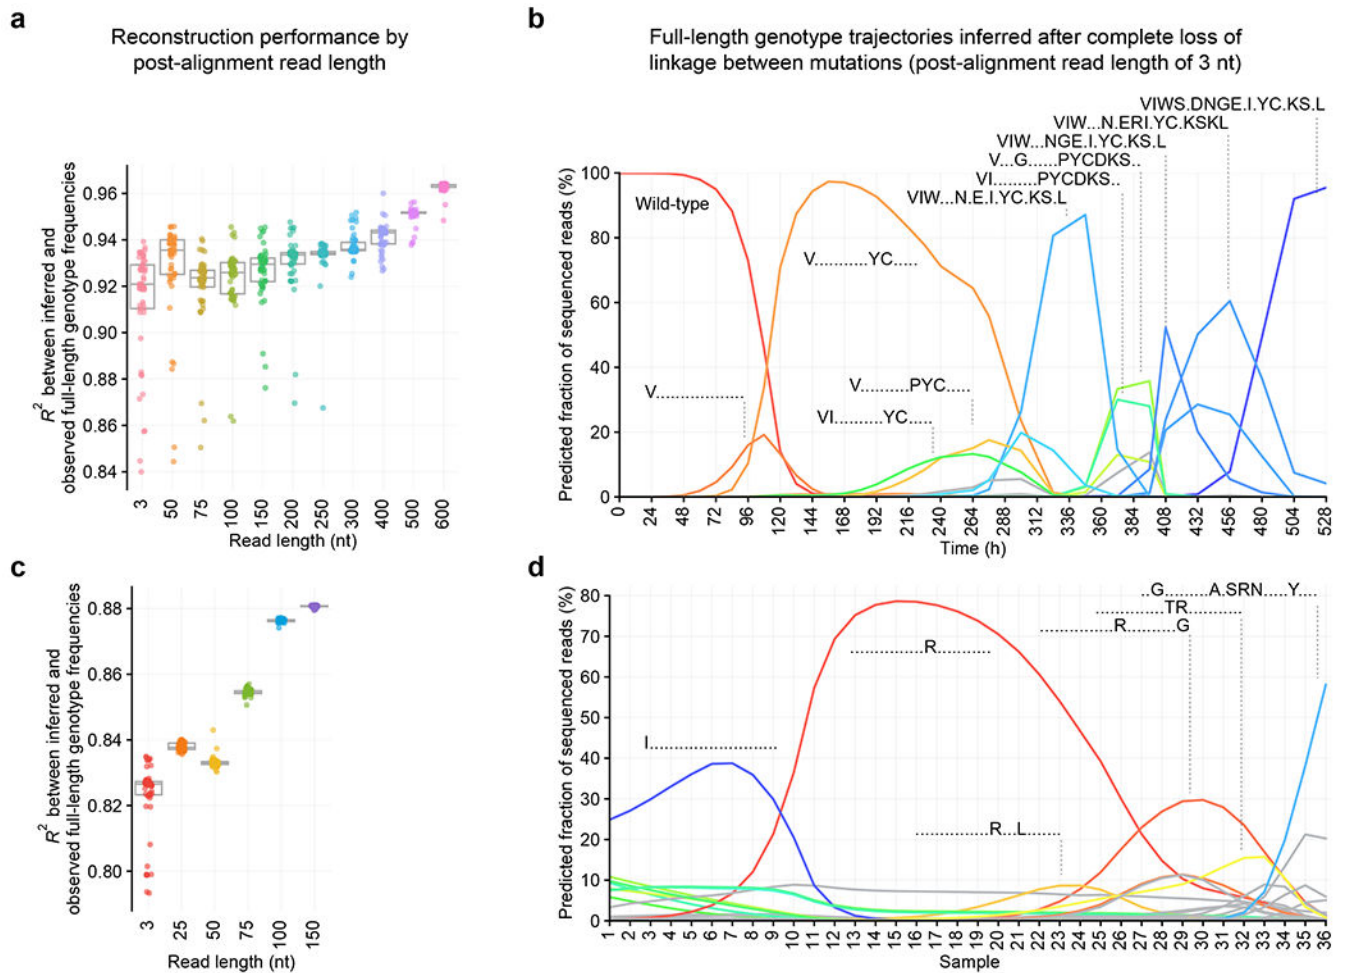 a
Reconstruction performance by
post-alignment read length
R2 between inferred and
observed full-length genotype frequencies
0.96
0.94
0.92
0.90
0.88
0.86
0.84
3
50
75
100
150
200
250
300
400
500
600
Read length (nt)
b
Full-length genotype trajectories inferred after complete loss of
linkage between mutations (post-alignment read length of 3 nt)
VIWS.DNGE.I.YC.KS.L
VIW...N.ERI.YC.KSKL
VIW...NGE.I.YC.KS.L
V...G......PYCDKS..
VI.........PYCDKS..
VIW...N.E.I.YC.KS.L
Wild-type
V...........YC.....
V..........PYC.....
V..................
VI..........YC.....
Predicted fraction of sequenced reads (%)
100
80
60
40
20
0
0
24
48
72
96
120
144
168
192
216
240
264
288
312
336
360
384
408
432
456
480
504
528
Time (h)
c
R2 between inferred and
observed full-length genotype frequencies
0.88
0.86
0.84
0.82
0.80
3
25
50
75
100
150
Read length (nt)
d
Predicted fraction of sequenced reads (%)
80
70
60
50
40
30
20
10
0
..G..........A.SRN.....Y...
................TR................
.................R..............G
..................R.............
I................................
..................R...L.........
1
2
3
4
5
6
7
8
9
10
11
12
13
14
15
16
17
18
19
20
21
22
23
24
25
26
27
28
29
30
31
32
33
34
35
36
Sample